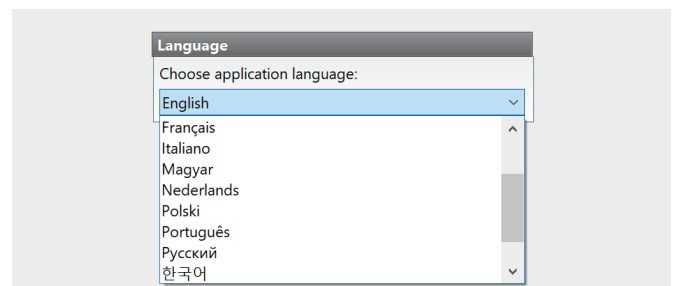 Language
Choose application language:
English
Français
Italiano
Magyar
Nederlands
Polski
Português
Русский
한국어